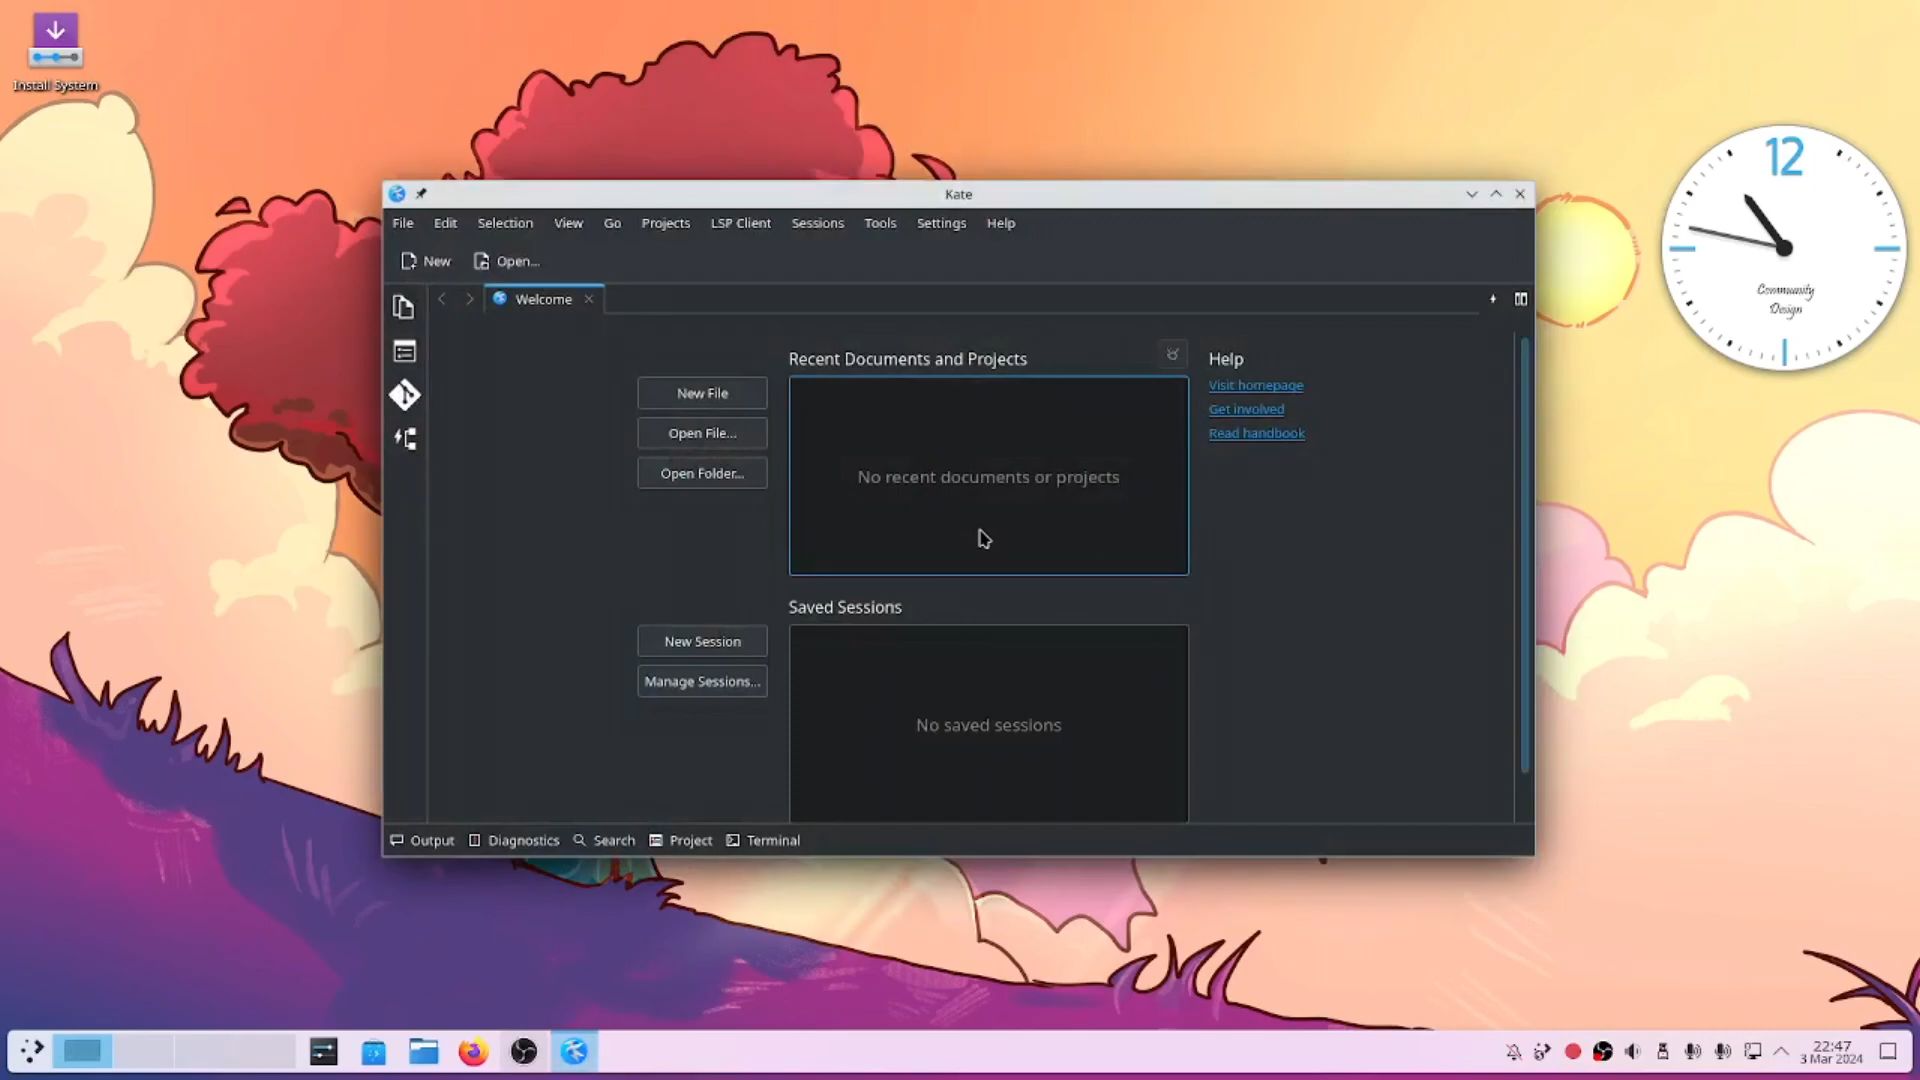 Install System
Kate
File Edit Selection View Go Projects LSP Client Sessions Tools Settings Help
New Open...
Welcome
Recent Documents and Projects
No recent documents or projects
New File
Open File...
Open Folder...
Help
Visit homepage
Get involved
Read handbook
Saved Sessions
No saved sessions
New Session
Manage Sessions...
Output Diagnostics Search Project Terminal
12
Community
Design
22:47
3 Mar 2024